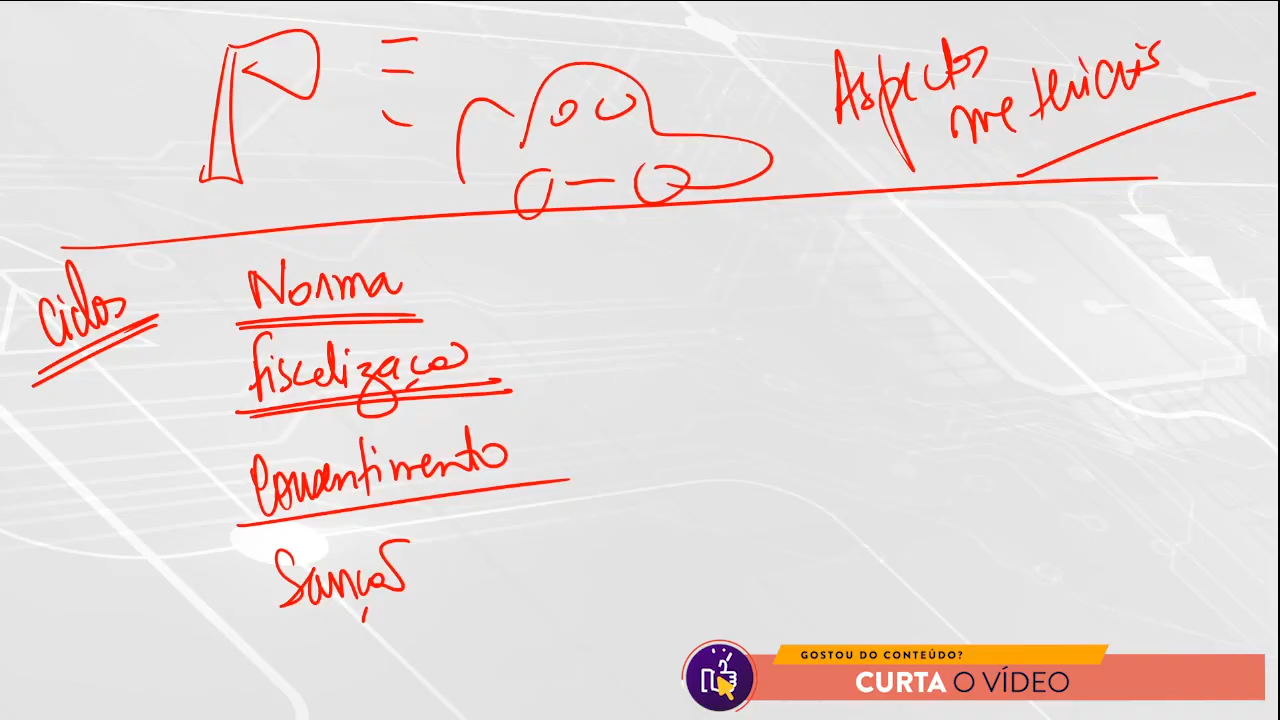 Aspectos
materiais
Ciclos
Norma
fiscalização
Consentimento
Sanção
GOSTOU DO CONTEÚDO?
CURTA O VÍDEO